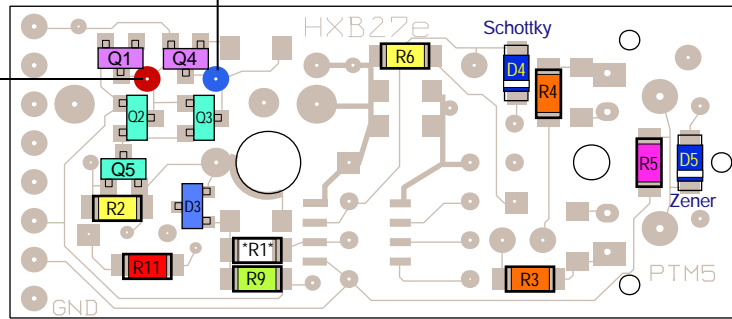 HXB27e
Schottky
Q1
Q4
R6
D4
R4
Q2
Q3
Q5
R5
D5
R2
D3
Zener
*R1*
R11
R9
R3
PTM5
GND